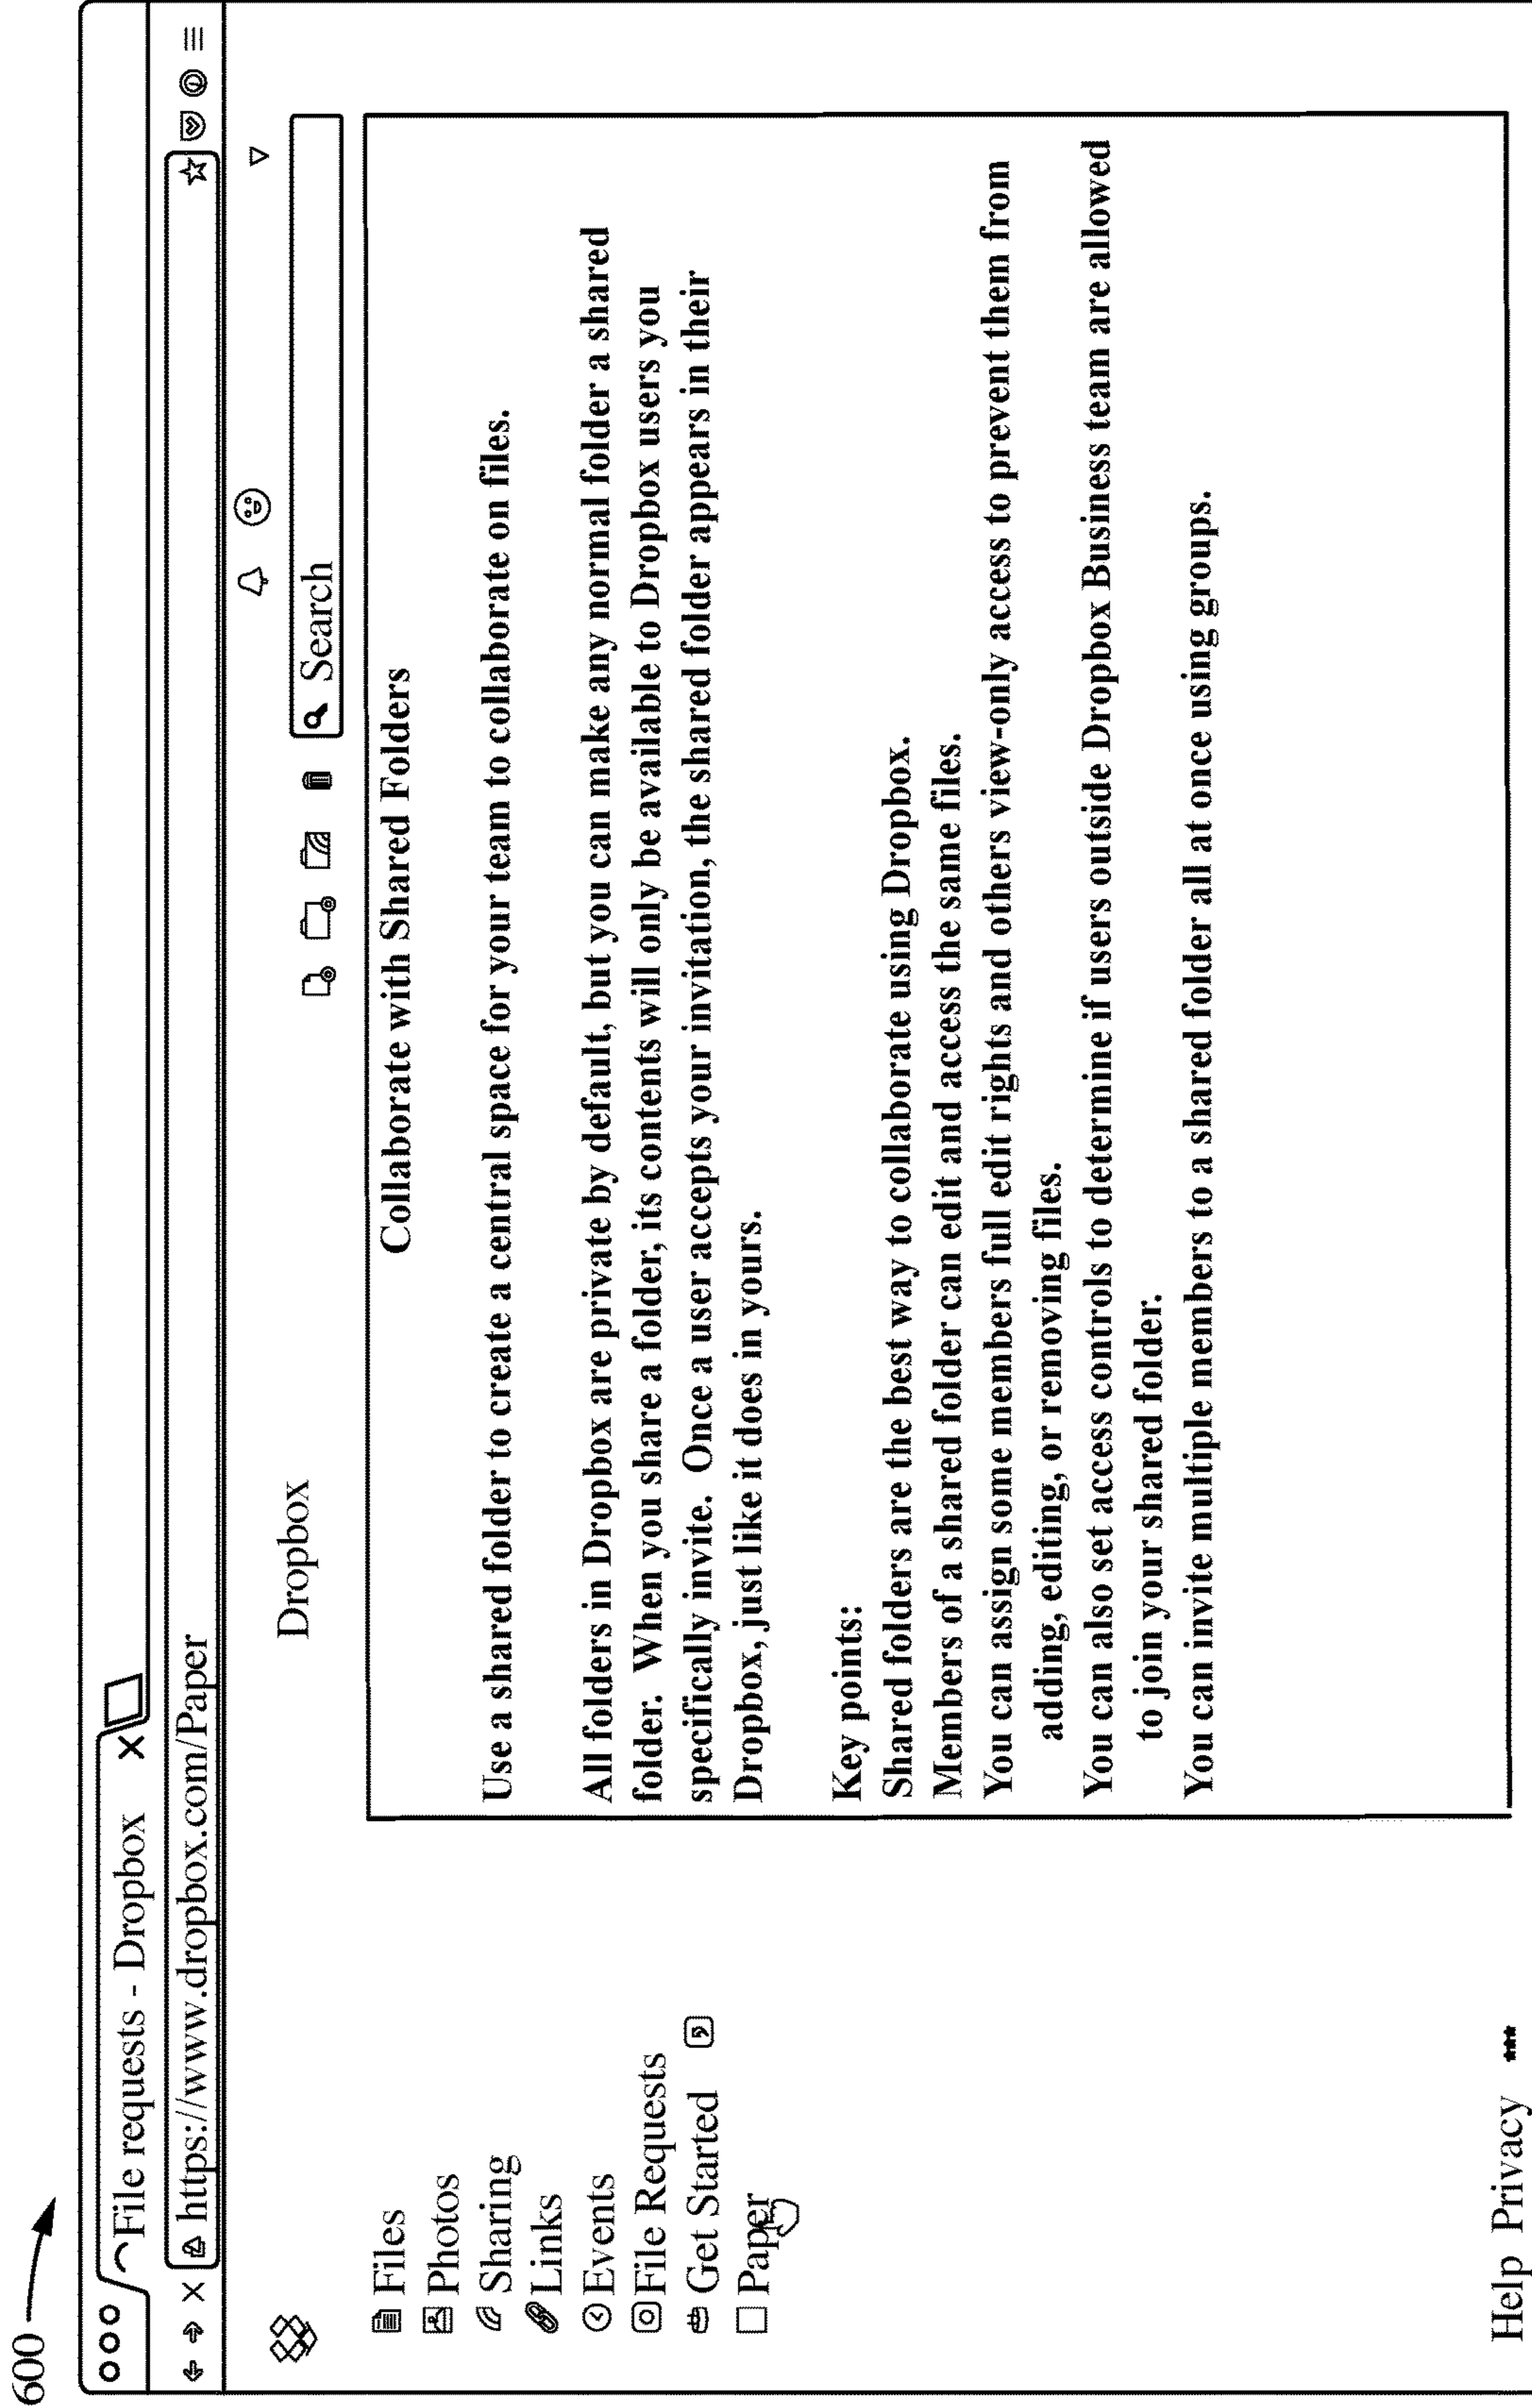 600
File requests - Dropbox X
https://www.dropbox.com/Paper
Dropbox
Search
Files
Photos
Sharing
Links
Events
File Requests
Get Started
Paper
Help Privacy
Collaborate with Shared Folders
Use a shared folder to create a central space for your team to collaborate on files.
All folders in Dropbox are private by default, but you can make any normal folder a shared
folder. When you share a folder, its contents will only be available to Dropbox users you
specifically invite. Once a user accepts your invitation, the shared folder appears in their
Dropbox, just like it does in yours.
Key points:
Shared folders are the best way to collaborate using Dropbox.
Members of a shared folder can edit and access the same files.
You can assign some members full edit rights and others view-only access to prevent them from
adding, editing, or removing files.
You can also set access controls to determine if users outside Dropbox Business team are allowed
to join your shared folder.
You can invite multiple members to a shared folder all at once using groups.